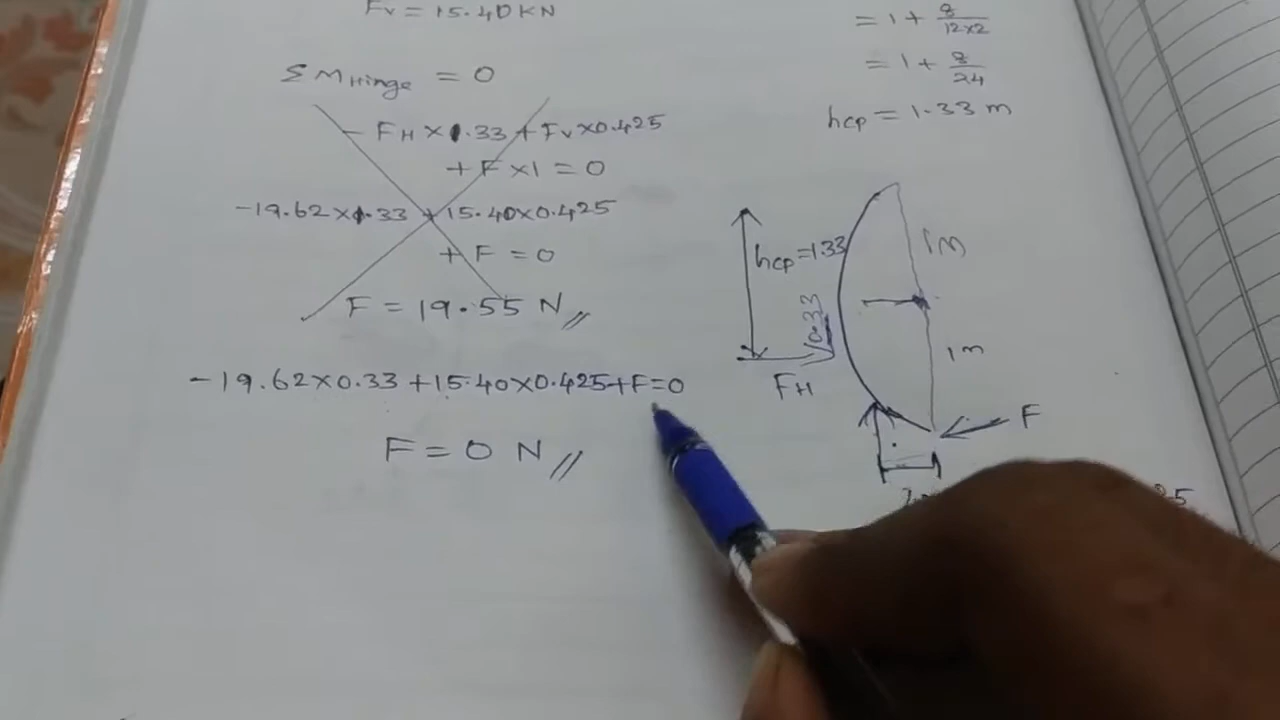 Fv = 15.40 KN
ΣM Hinge = 0
- FH × 1.33 + Fv × 0.425
+ F × 1 = 0
-19.62 × 1.33 + 15.40 × 0.425
+ F = 0
F = 19.55 N //
-19.62 × 0.33 + 15.40 × 0.425 + F = 0
F = 0 N //
= 1 + 8/12×2
= 1 + 8/24
hcp = 1.33 m
hcp = 1.33
1m
0.33
1m
FH
F